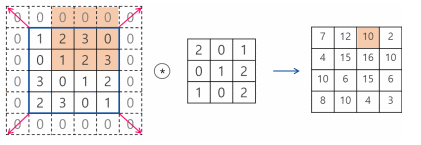 0 0 0 0 0 0
0 1 2 3 0 0
0 0 1 2 3 0
0 3 0 1 2 0
0 2 3 0 1 0
0 0 0 0 0 0
*
2 0 1
0 1 2
1 0 2
7 12 10 2
4 15 16 10
10 6 15 6
8 10 4 3